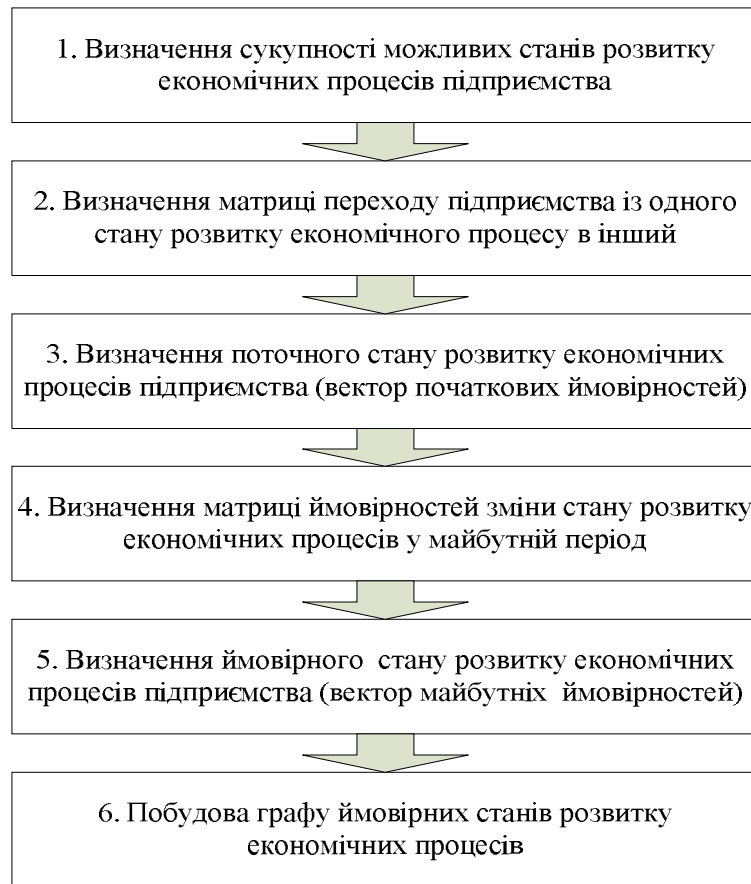 1. Визначення сукупності можливих станів розвитку
економічних процесів підприємства
2. Визначення матриці переходу підприємства із одного
стану розвитку економічного процесу в інший
3. Визначення поточного стану розвитку економічних
процесів підприємства (вектор початкових ймовірностей)
4. Визначення матриці ймовірностей зміни стану розвитку
економічних процесів у майбутній період
5. Визначення ймовірного стану розвитку економічних
процесів підприємства (вектор майбутніх ймовірностей)
6. Побудова графу ймовірних станів розвитку
економічних процесів